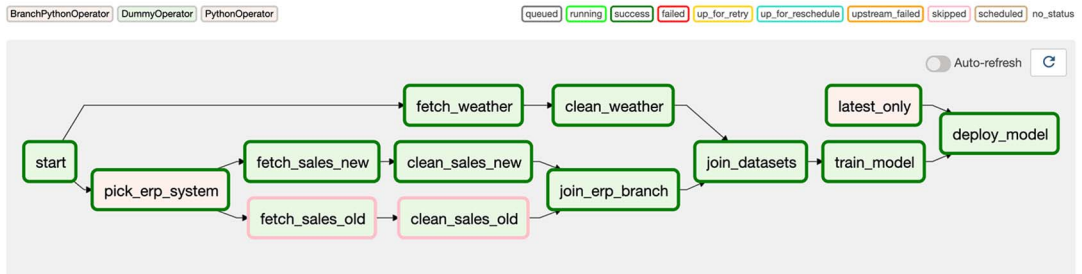 BranchPythonOperator DummyOperator PythonOperator queued running success failed up_for_retry up_for_reschedule upstream_failed skipped scheduled no_status
Auto-refresh
fetch_weather clean_weather latest_only
deploy_model
start fetch_sales_new clean_sales_new join_datasets train_model
pick_erp_system join_erp_branch
fetch_sales_old clean_sales_old